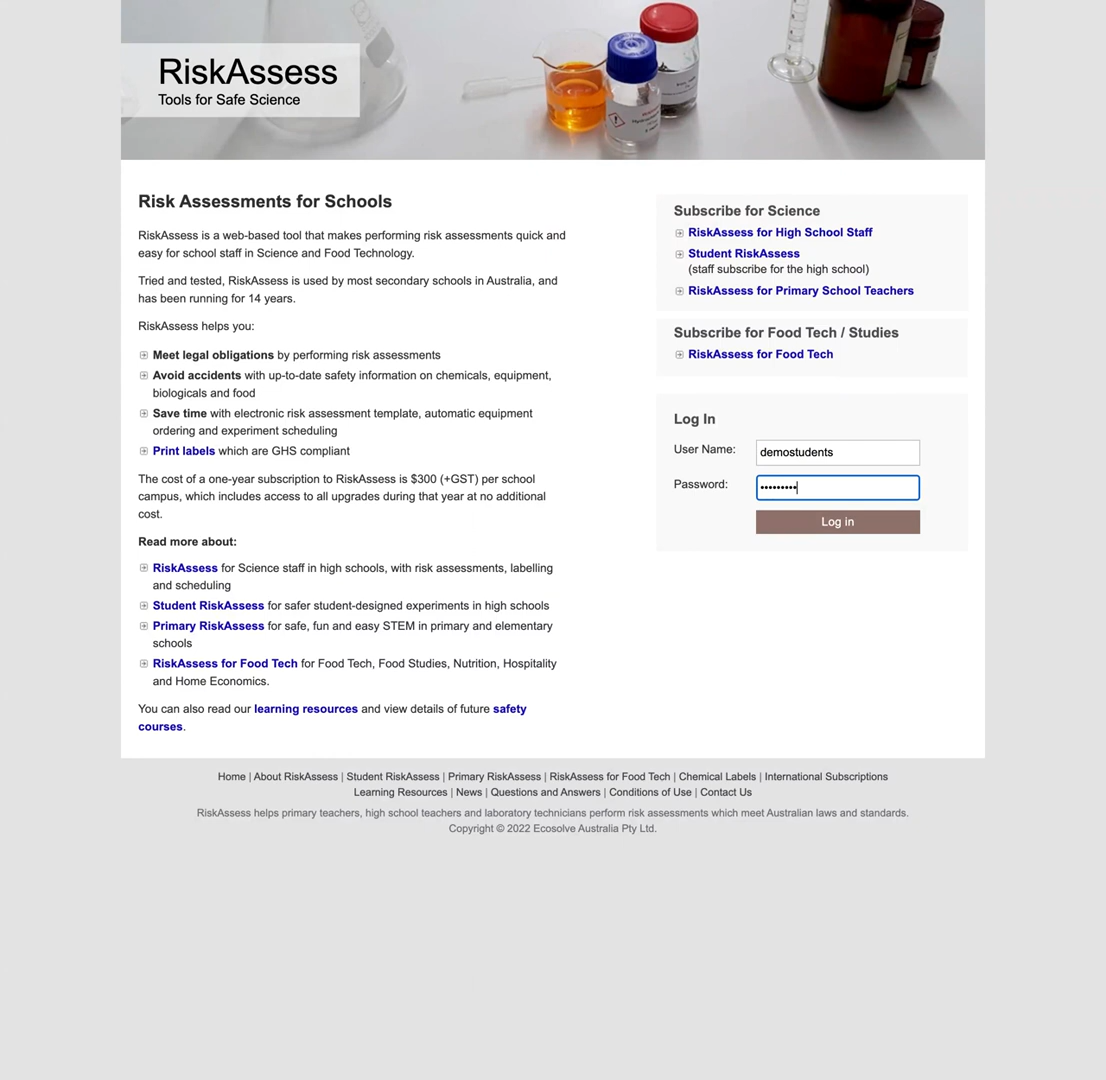 RiskAssess
Tools for Safe Science
Risk Assessments for Schools
RiskAssess is a web-based tool that makes performing risk assessments quick and
easy for school staff in Science and Food Technology.
Tried and tested, RiskAssess is used by most secondary schools in Australia, and
has been running for 14 years.
RiskAssess helps you:
Meet legal obligations by performing risk assessments
Avoid accidents with up-to-date safety information on chemicals, equipment,
biologicals and food
Save time with electronic risk assessment template, automatic equipment
ordering and experiment scheduling
Print labels which are GHS compliant
The cost of a one-year subscription to RiskAssess is $300 (+GST) per school
campus, which includes access to all upgrades during that year at no additional
cost.
Read more about:
RiskAssess for Science staff in high schools, with risk assessments, labelling
and scheduling
Student RiskAssess for safer student-designed experiments in high schools
Primary RiskAssess for safe, fun and easy STEM in primary and elementary
schools
RiskAssess for Food Tech for Food Tech, Food Studies, Nutrition, Hospitality
and Home Economics.
You can also read our learning resources and view details of future safety
courses.
Subscribe for Science
RiskAssess for High School Staff
Student RiskAssess
(staff subscribe for the high school)
RiskAssess for Primary School Teachers
Subscribe for Food Tech / Studies
RiskAssess for Food Tech
Log In
User Name: demostudents
Password: •••••••••
Log in
Home | About RiskAssess | Student RiskAssess | Primary RiskAssess | RiskAssess for Food Tech | Chemical Labels | International Subscriptions
Learning Resources | News | Questions and Answers | Conditions of Use | Contact Us
RiskAssess helps primary teachers, high school teachers and laboratory technicians perform risk assessments which meet Australian laws and standards.
Copyright © 2022 Ecosolve Australia Pty Ltd.